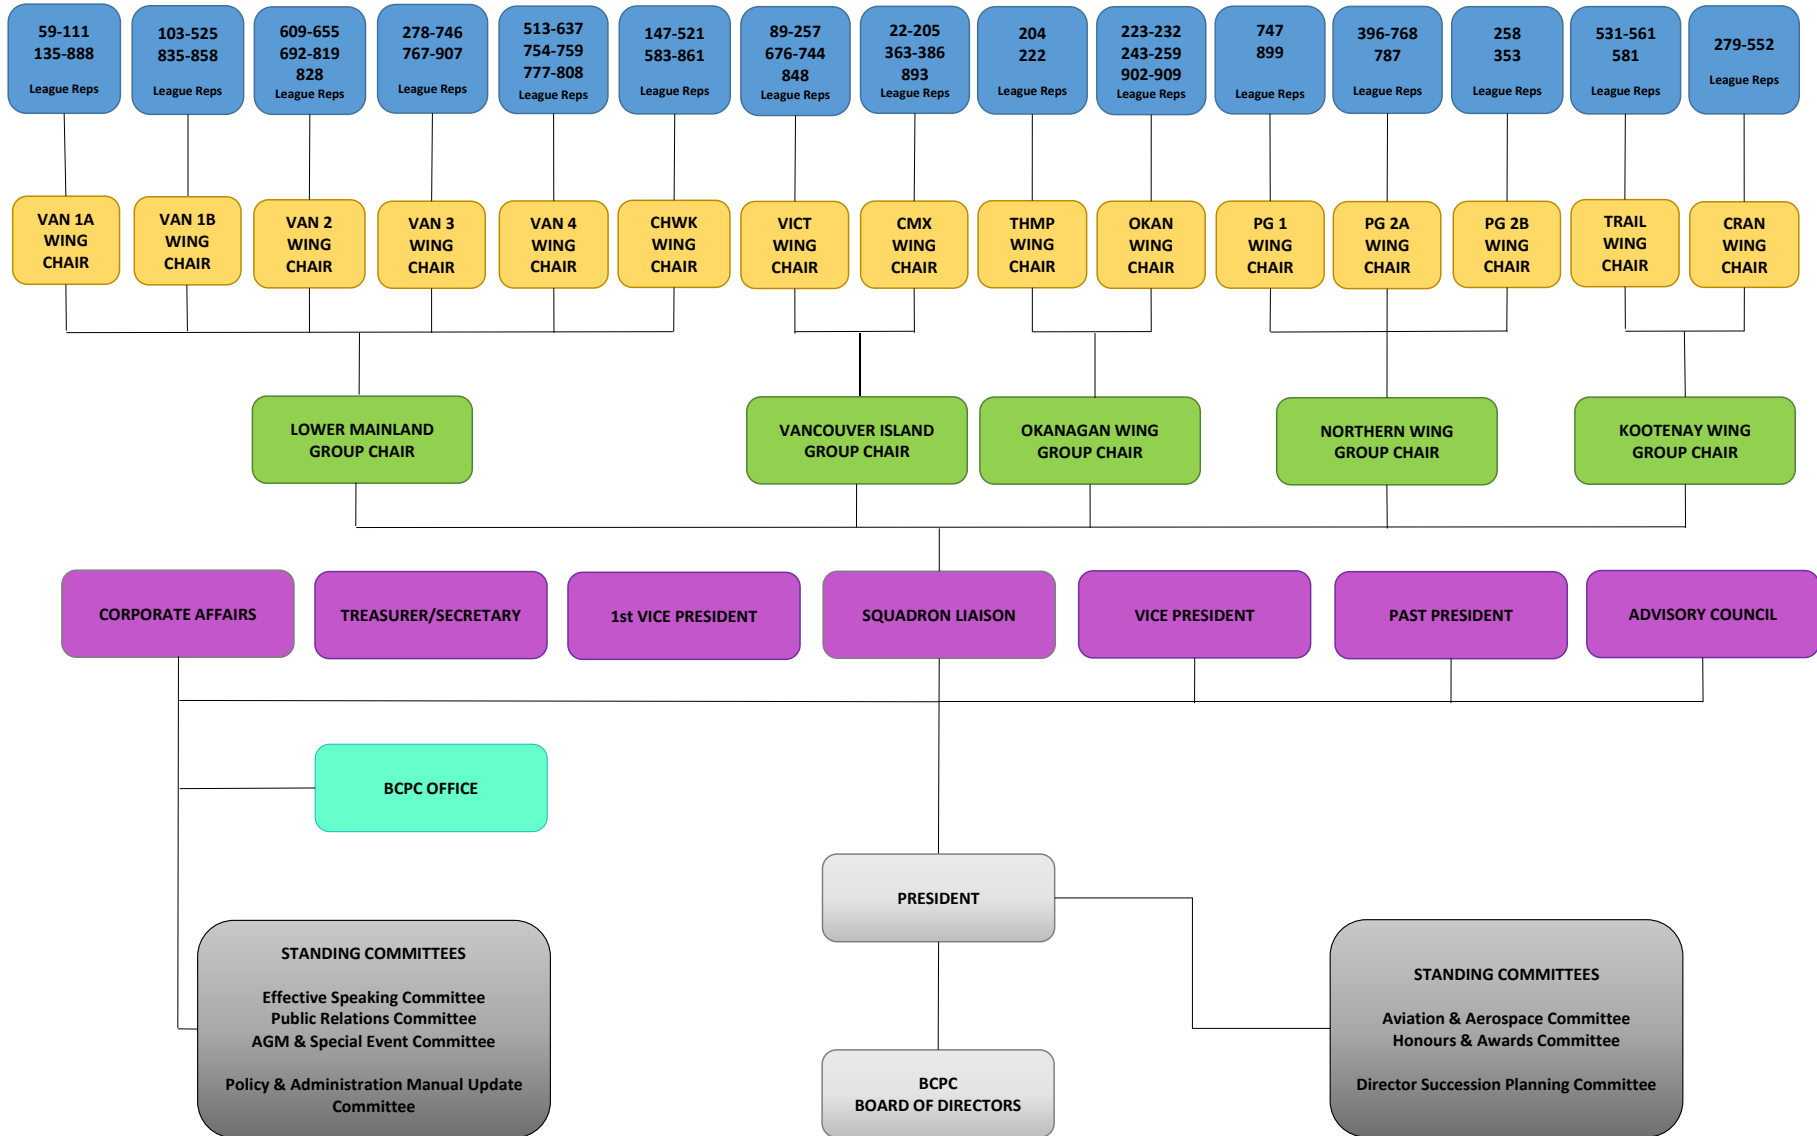 59-111
135-888
League Reps
103-525
835-858
League Reps
609-655
692-819
828
League Reps
278-746
767-907
League Reps
513-637
754-759
777-808
League Reps
147-521
583-861
League Reps
89-257
676-744
848
League Reps
22-205
363-386
893
League Reps
204
222
League Reps
223-232
243-259
902-909
League Reps
747
899
League Reps
396-768
787
League Reps
258
353
League Reps
531-561
581
League Reps
279-552
League Reps
VAN 1A
WING
CHAIR
VAN 1B
WING
CHAIR
VAN 2
WING
CHAIR
VAN 3
WING
CHAIR
VAN 4
WING
CHAIR
CHWK
WING
CHAIR
VICT
WING
CHAIR
CMX
WING
CHAIR
THMP
WING
CHAIR
OKAN
WING
CHAIR
PG 1
WING
CHAIR
PG 2A
WING
CHAIR
PG 2B
WING
CHAIR
TRAIL
WING
CHAIR
CRAN
WING
CHAIR
LOWER MAINLAND
GROUP CHAIR
VANCOUVER ISLAND
GROUP CHAIR
OKANAGAN WING
GROUP CHAIR
NORTHERN WING
GROUP CHAIR
KOOTENAY WING
GROUP CHAIR
CORPORATE AFFAIRS
TREASURER/SECRETARY
1st VICE PRESIDENT
SQUADRON LIAISON
VICE PRESIDENT
PAST PRESIDENT
ADVISORY COUNCIL
BCPC OFFICE
PRESIDENT
STANDING COMMITTEES
Effective Speaking Committee
Public Relations Committee
AGM & Special Event Committee
Policy & Administration Manual Update
Committee
BCPC
BOARD OF DIRECTORS
STANDING COMMITTEES
Aviation & Aerospace Committee
Honours & Awards Committee
Director Succession Planning Committee